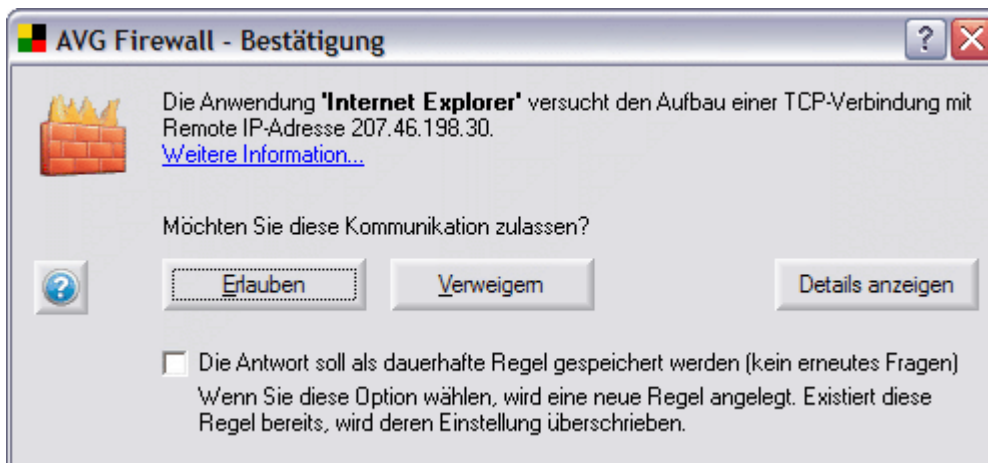 AVG Firewall - Bestätigung
Die Anwendung 'Internet Explorer' versucht den Aufbau einer TCP-Verbindung mit
Remote IP-Adresse 207.46.198.30.
Weitere Information...
Möchten Sie diese Kommunikation zulassen?
Erlauben Verweigern Details anzeigen
Die Antwort soll als dauerhafte Regel gespeichert werden (kein erneutes Fragen)
Wenn Sie diese Option wählen, wird eine neue Regel angelegt. Existiert diese
Regel bereits, wird deren Einstellung überschrieben.